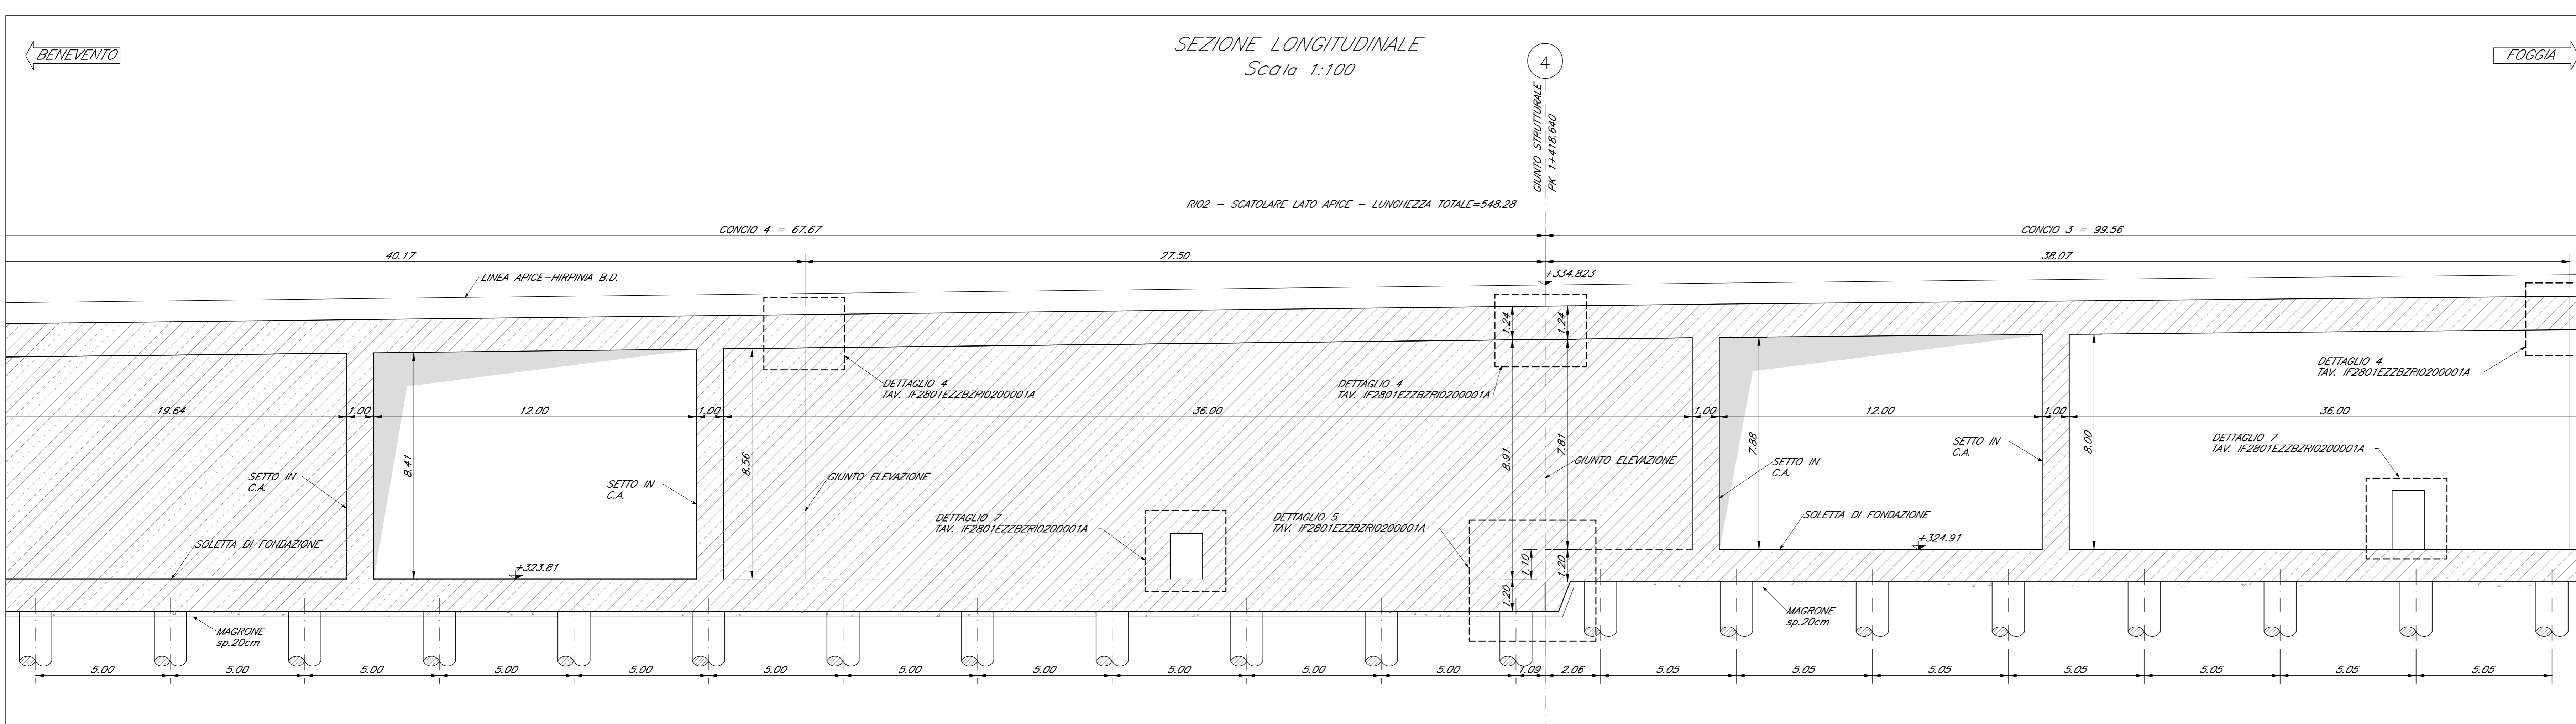 BENEVENTO
SEZIONE LONGITUDINALE
Scala 1:100
4
FOGGIA
GIUNTO STRUTTURALE
PK 1+418.640
RI02 - SCATOLARE LATO APICE - LUNGHEZZA TOTALE=548.28
CONCIO 4 = 67.67
CONCIO 3 = 99.56
40.17
27.50
38.07
LINEA APICE-HIRPINIA B.D.
+334.823
1.24
1.24
DETTAGLIO 4
TAV. IF2801EZZBZRI0200001A
DETTAGLIO 4
TAV. IF2801EZZBZRI0200001A
DETTAGLIO 4
TAV. IF2801EZZBZRI0200001A
19.64
1.00
12.00
1.00
36.00
1.00
12.00
1.00
36.00
8.41
8.56
8.91
7.81
7.88
8.00
SETTO IN
C.A.
SETTO IN
C.A.
GIUNTO ELEVAZIONE
GIUNTO ELEVAZIONE
SETTO IN
C.A.
SETTO IN
C.A.
DETTAGLIO 7
TAV. IF2801EZZBZRI0200001A
DETTAGLIO 7
TAV. IF2801EZZBZRI0200001A
DETTAGLIO 5
TAV. IF2801EZZBZRI0200001A
SOLETTA DI FONDAZIONE
SOLETTA DI FONDAZIONE
+323.81
+324.91
1.10
1.20
1.20
MAGRONE
sp.20cm
MAGRONE
sp.20cm
5.00
5.00
5.00
5.00
5.00
5.00
5.00
5.00
5.00
5.00
5.00
1.09
2.06
5.05
5.05
5.05
5.05
5.05
5.05
5.05